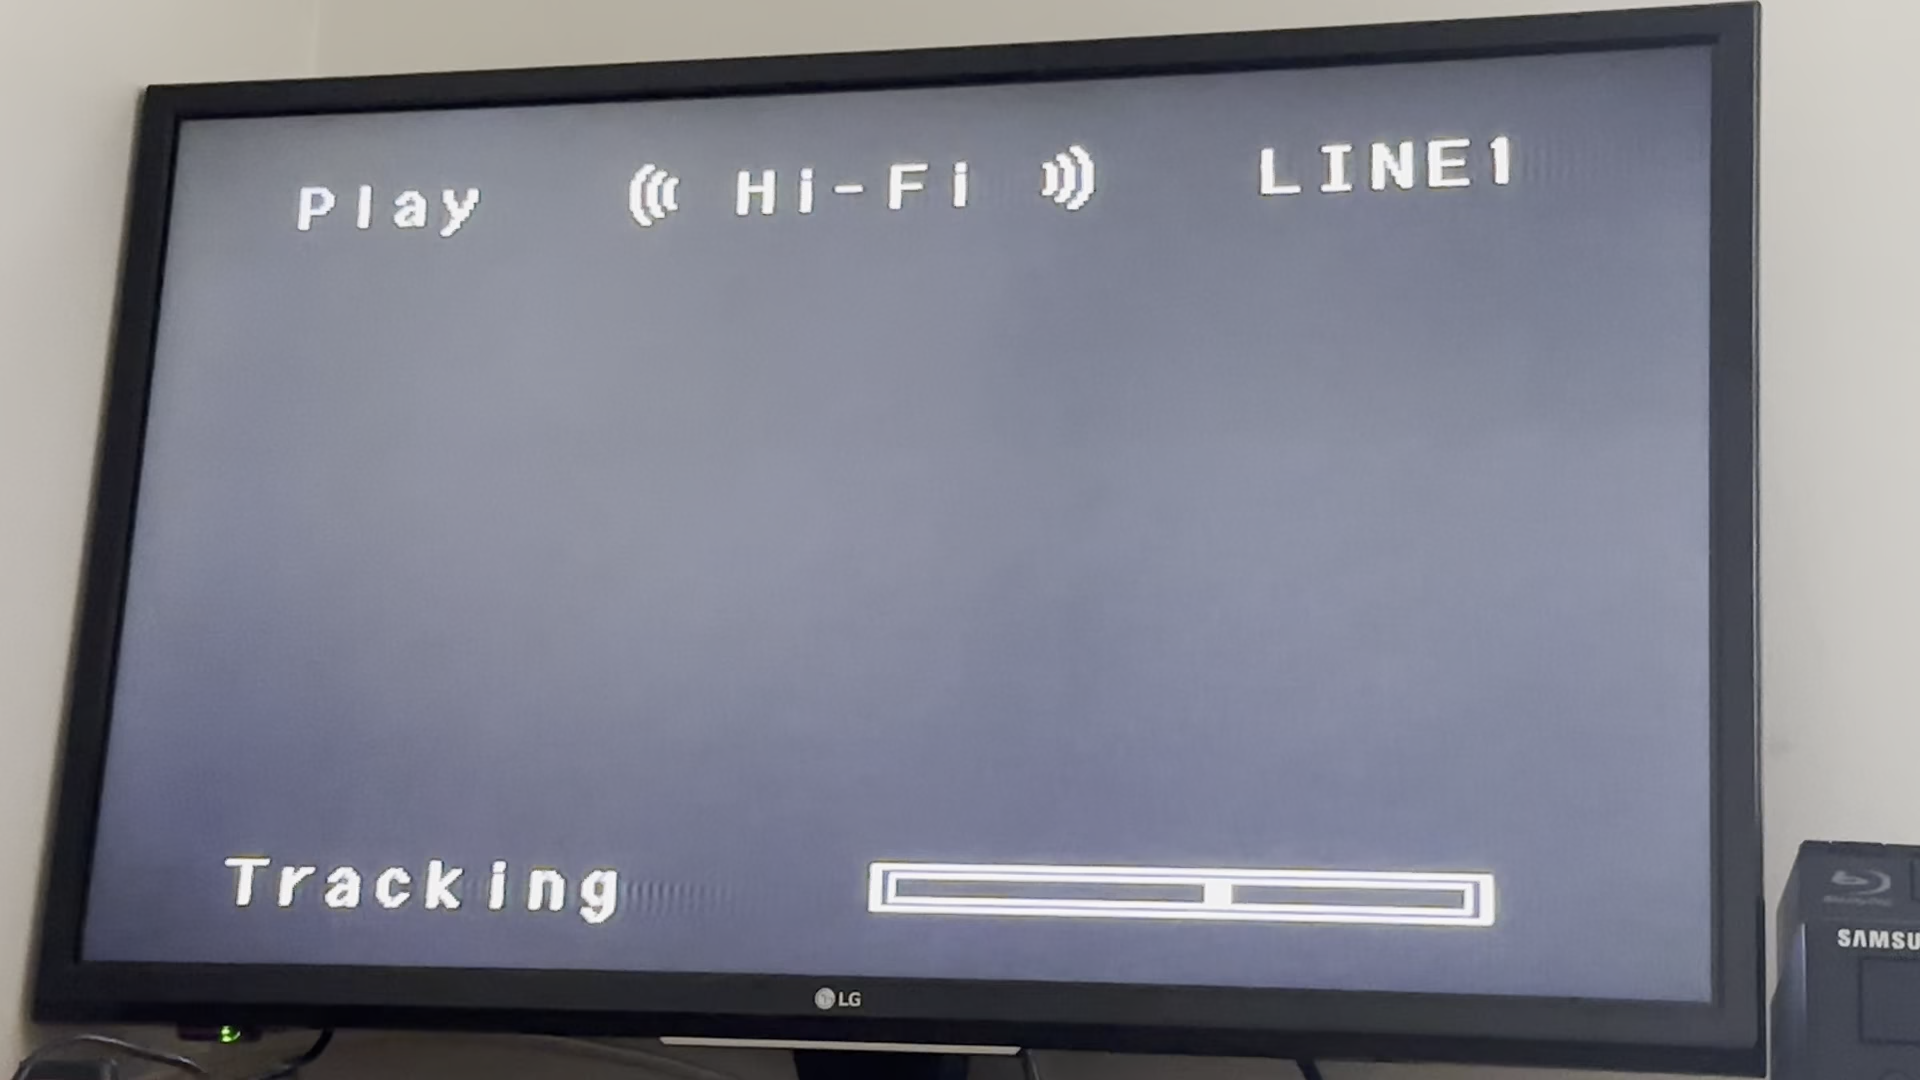 Play ((( Hi-Fi ))) LINE1
Tracking
LG
SAMSU